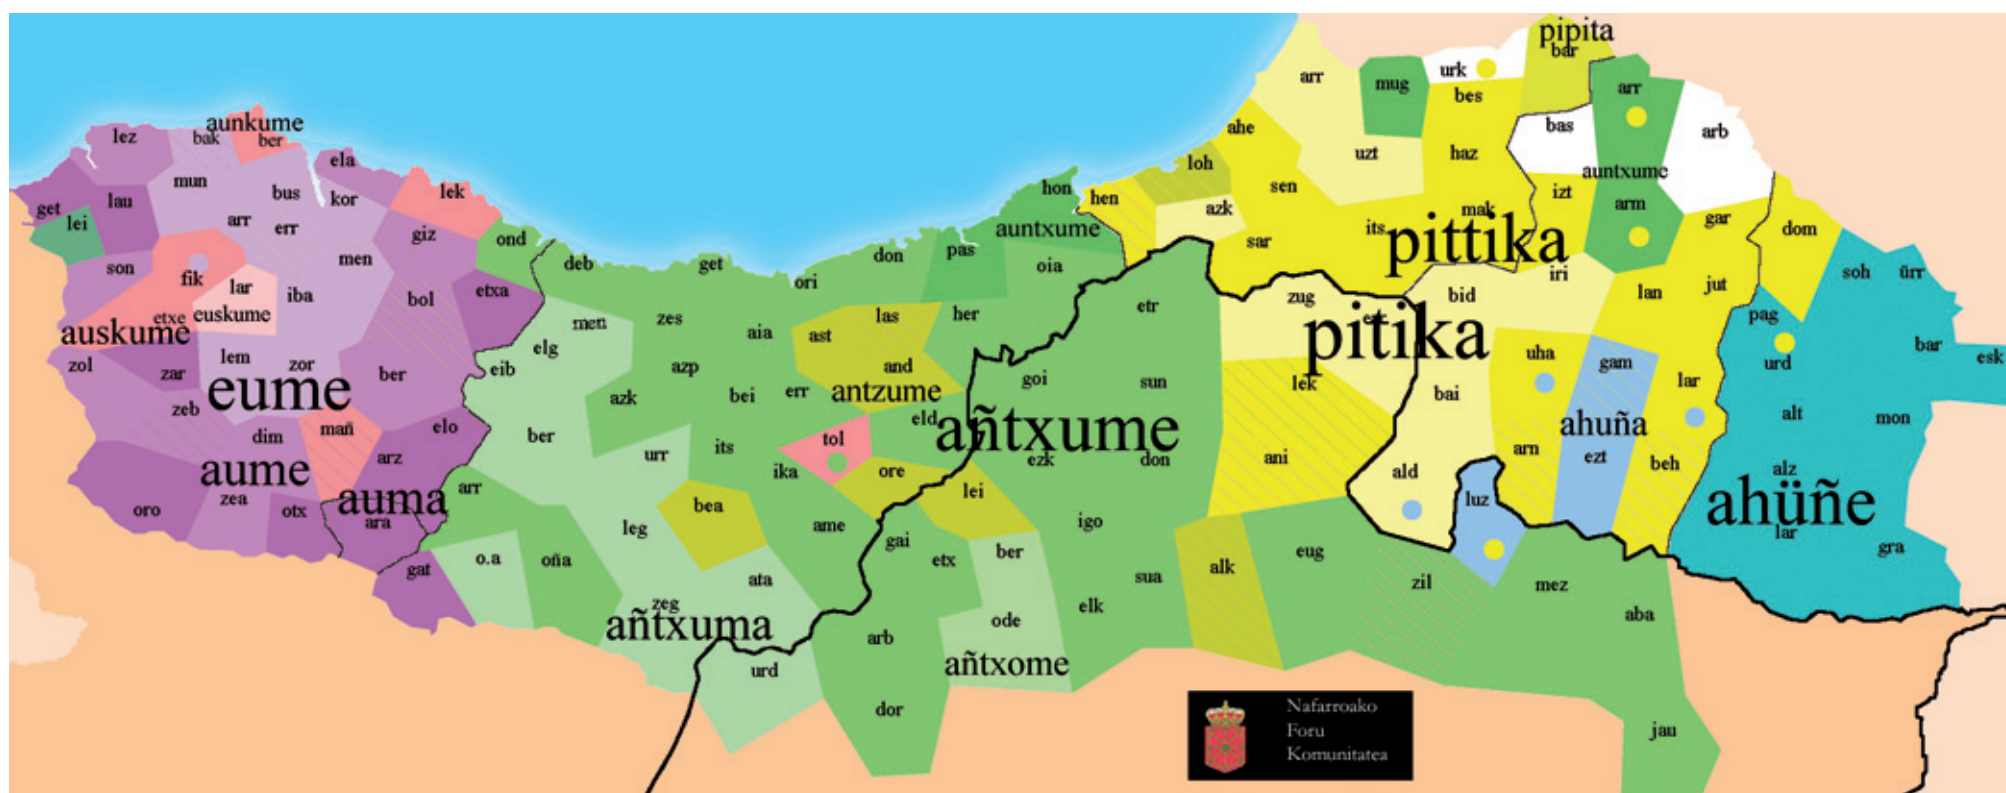 pipita
bar
arr
mug
urk
bes
arr
bas
arb
lez
bak
aunkume
ber
ela
ahe
loh
uzt
haz
auntxume
mun
bus
kor
lek
hon
hen
sen
izt
get
lau
lei
arr
err
giz
ond
auntxume
azk
mak
arm
gar
dom
son
men
deb
get
don
pas
oia
sar
its
pittika
iri
soh
ürr
fik
lar
iba
bol
etxa
ori
zug
bid
lan
jut
etxe
euskume
auskume
men
zes
aia
ast
las
her
etr
err
pitika
pag
zol
zar
lem
zor
ber
eib
elg
azp
and
goi
sun
lek
uha
gam
lar
urd
bar
esk
eume
azk
bei
err
antzume
bai
zeb
dim
mañ
elo
ber
its
tol
eld
añtxume
ahuña
alt
mon
aume
arz
urr
ika
ore
ezk
don
ani
arn
ezt
beh
alz
oro
zea
otx
auma
ara
arr
bea
lei
ald
luz
ahüñe
lar
leg
ame
gai
igo
gra
gat
o.a
oña
ata
etx
ber
sua
alk
eug
zil
mez
zeg
añtxuma
arb
ode
elk
aba
urd
añtxome
dor
jau
Nafarroako
Foru
Komunitatea